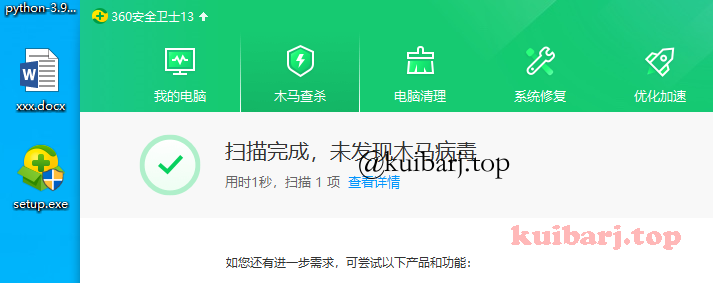 python-3.9...
xxx.docx
setup.exe
360安全卫士13
我的电脑
木马查杀
电脑清理
系统修复
优化加速
扫描完成，未发现木马病毒
@kuibarj.top
用时1秒，扫描 1 项 查看详情
kuibarj.top
如您还有进一步需求，可尝试以下产品和功能：